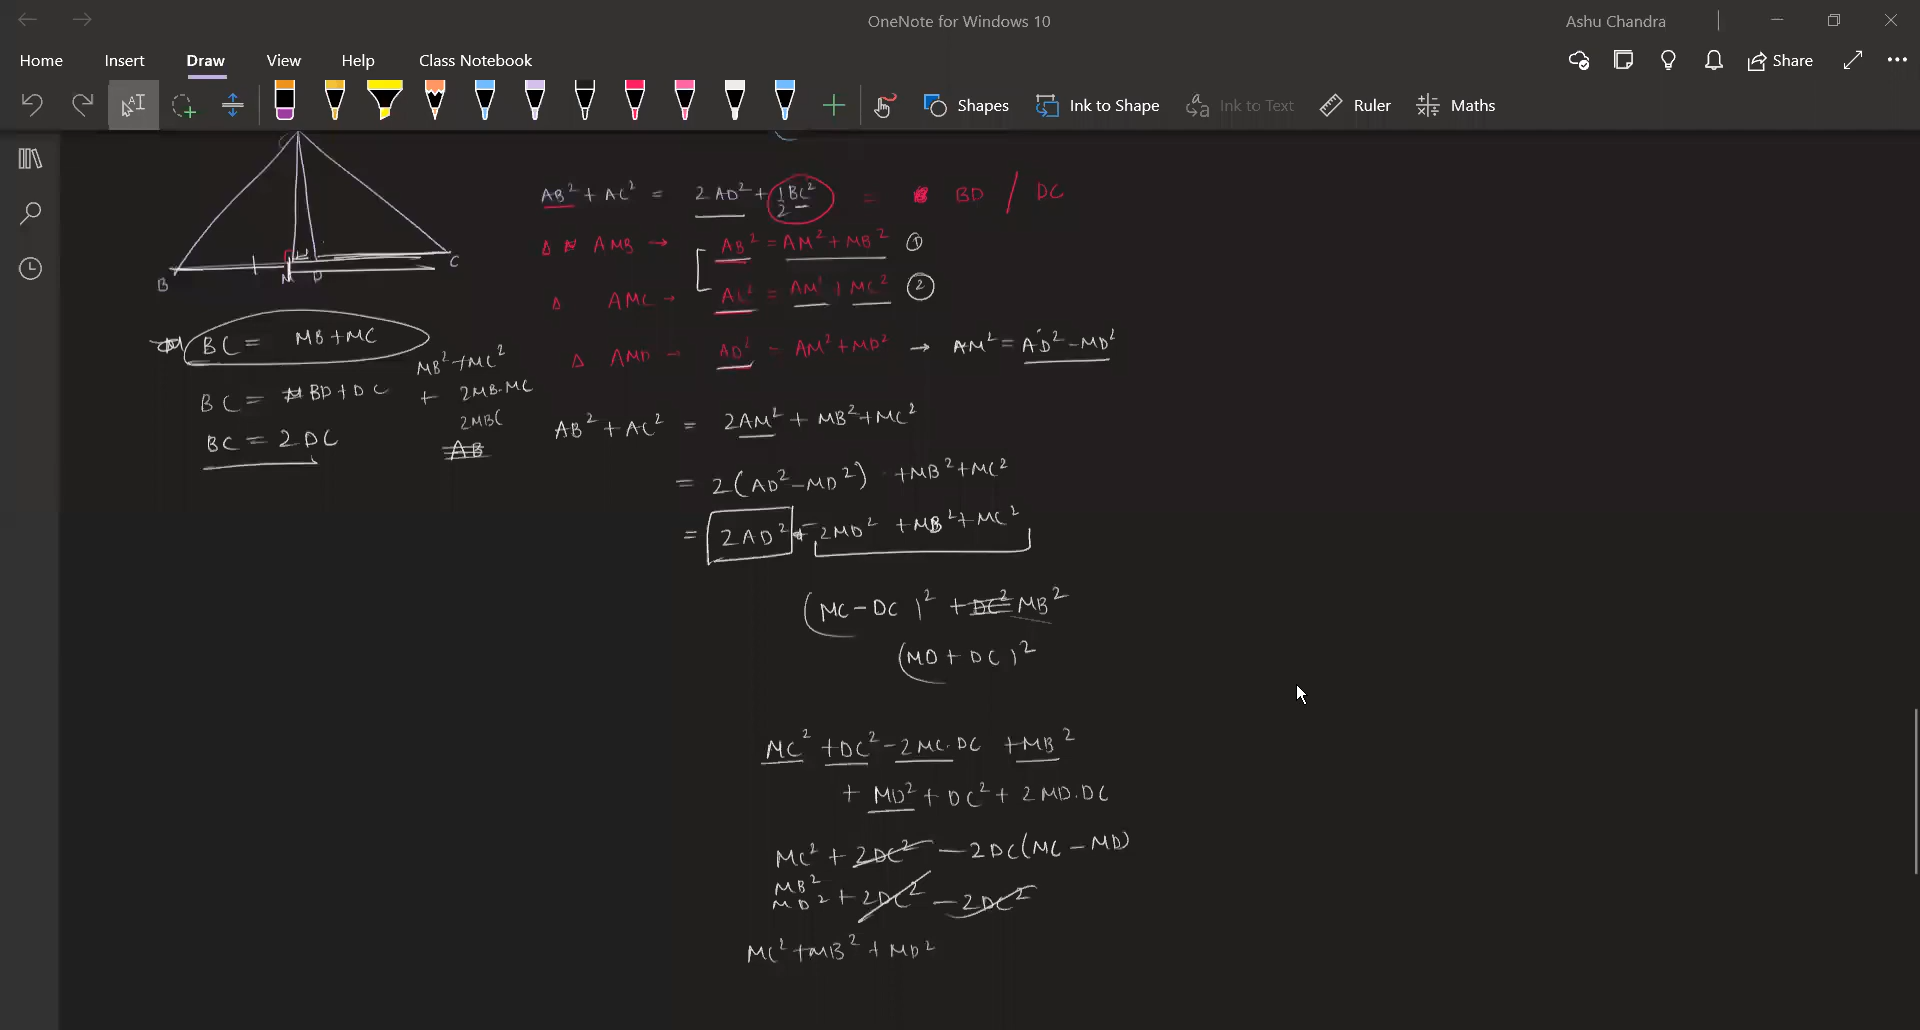 OneNote for Windows 10
Ashu Chandra
Home Insert Draw View Help Class Notebook
Share
Shapes Ink to Shape Ink to Text Ruler Maths
AB² + AC² = 2AD² + 1/2 BC² = BD / DC
Δ AMB → AB² = AM² + MB² ①
B M D C
Δ AMC → AC² = AM² + MC² ②
BC = MB + MC
Δ AMD → AD² = AM² + MD² → AM² = AD² - MD²
MB² + MC²
BC = BD + DC
+ 2MB·MC
2MBC
BC = 2DC
AB
AB² + AC² = 2AM² + MB² + MC²
= 2(AD² - MD²) + MB² + MC²
= 2AD² - 2MD² + MB² + MC²
(MC - DC)² + DC² MB²
(MD + DC)²
MC² + DC² - 2MC·DC + MB²
+ MD² + DC² + 2MD·DC
MC² + 2DC² - 2DC(MC - MD)
MB²
MD² + 2DC² - 2DC²
MC² + MB² + MD²